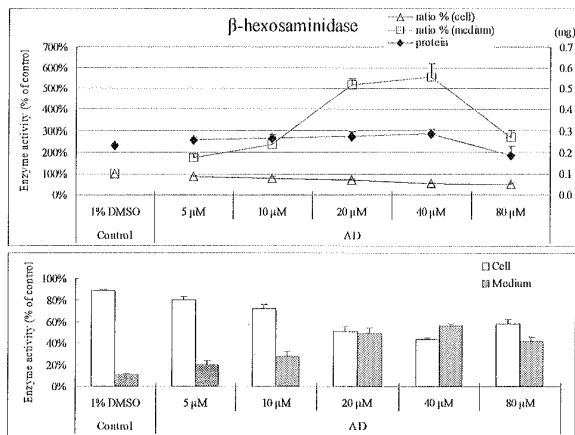 β-hexosaminidase
ratio % (cell)
ratio % (medium)
protein
(mg)
Enzyme activity (% of control)
700%
600%
500%
400%
300%
200%
100%
0%
0.7
0.6
0.5
0.4
0.3
0.2
0.1
0
1% DMSO
5 μM
10 μM
20 μM
40 μM
80 μM
Control
AD
Enzyme activity (% of control)
100%
80%
60%
40%
20%
0%
Cell
Medium
1% DMSO
5 μM
10 μM
20 μM
40 μM
80 μM
Control
AD